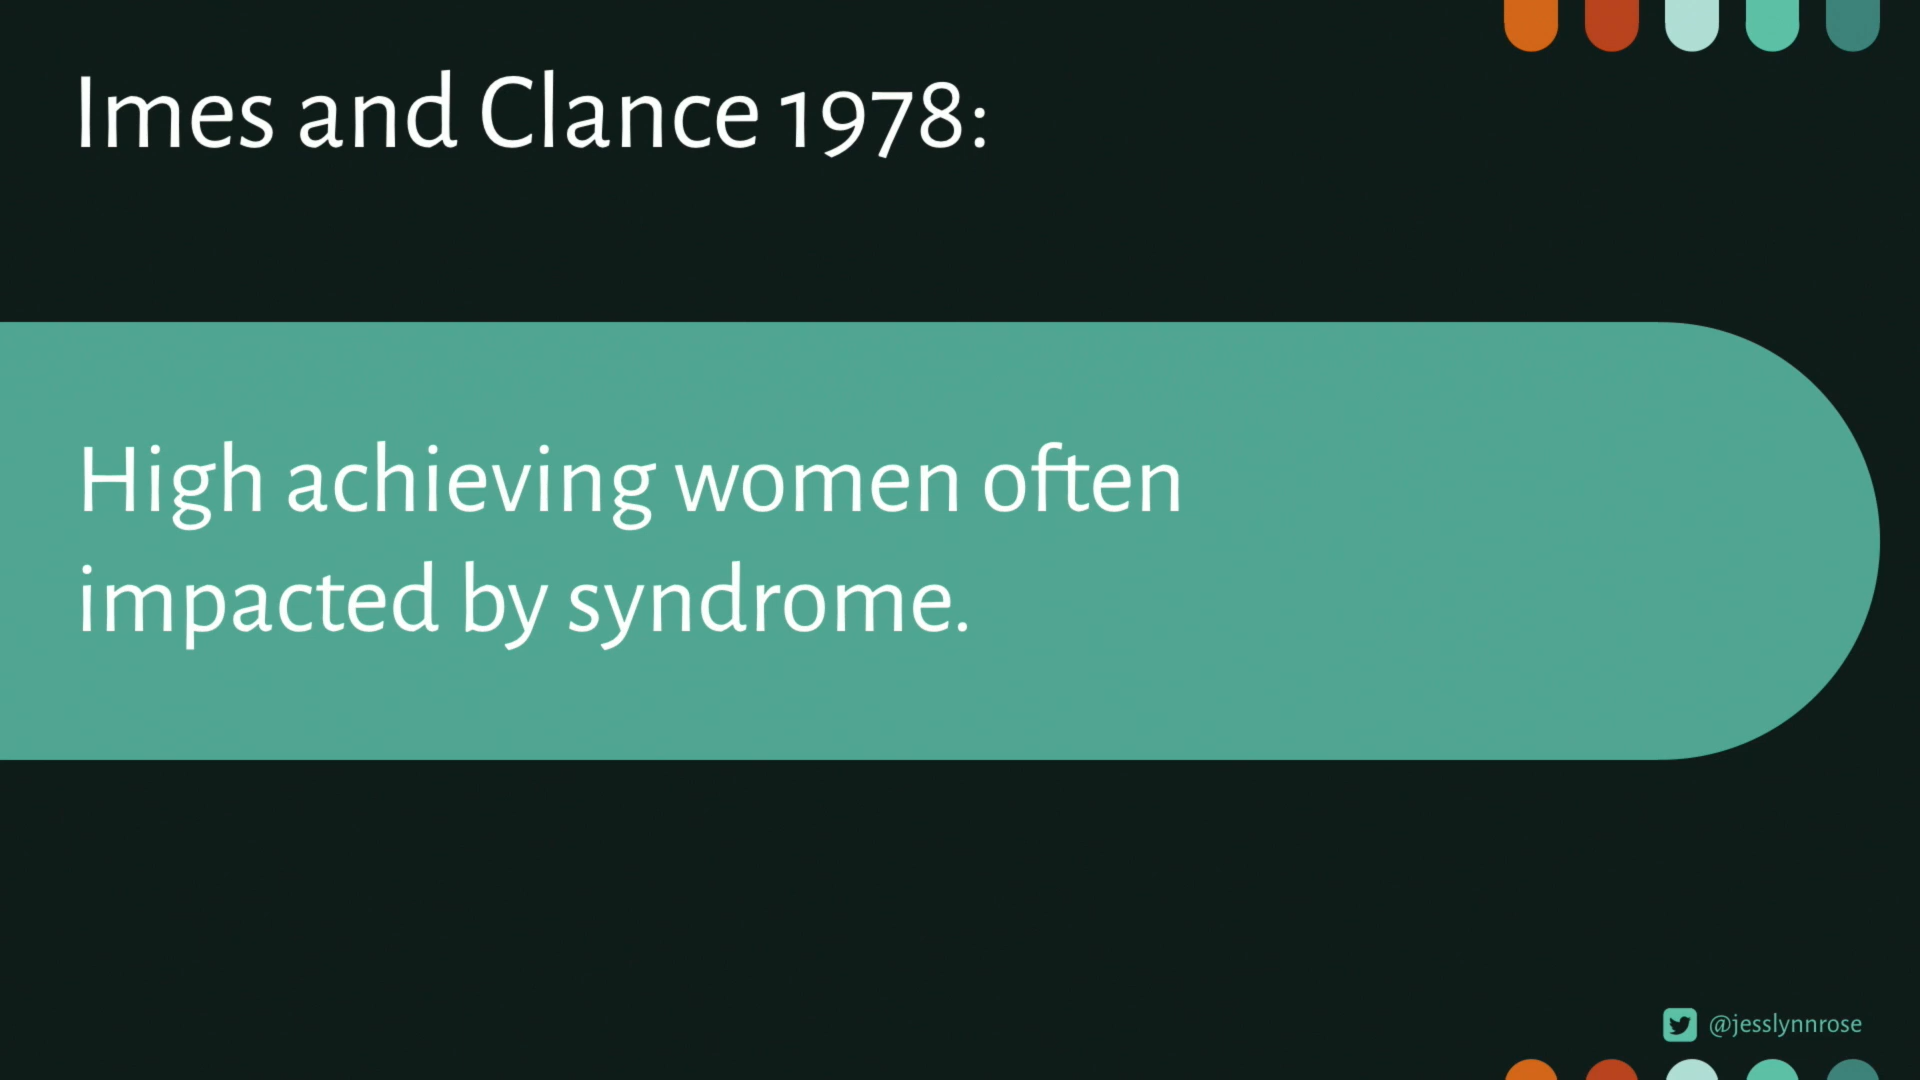 Imes and Clance 1978:
High achieving women often
impacted by syndrome.
@jesslynnrose